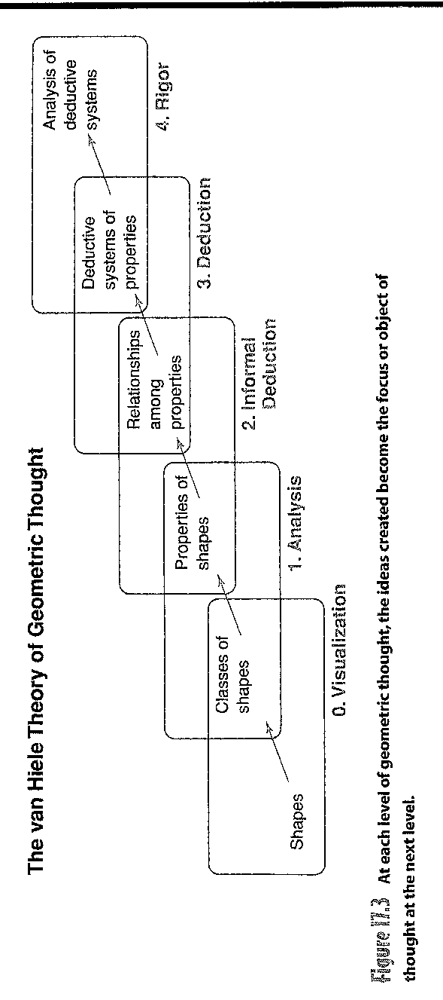 The van Hiele Theory of Geometric Thought
Shapes
0. Visualization
Classes of
shapes
1. Analysis
Properties of
shapes
2. Informal
Deduction
Relationships
among
properties
3. Deduction
Deductive
systems of
properties
4. Rigor
Analysis of
deductive
systems
Figure 17.3 At each level of geometric thought, the ideas created become the focus or object of
thought at the next level.